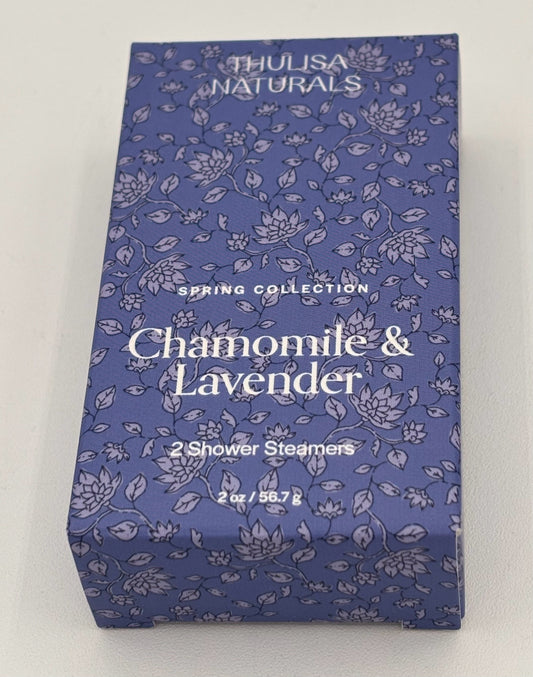 THULISA
NATURALS
SPRING COLLECTION
Chamomile &
Lavender
2 Shower Steamers
2 oz / 56.7 g